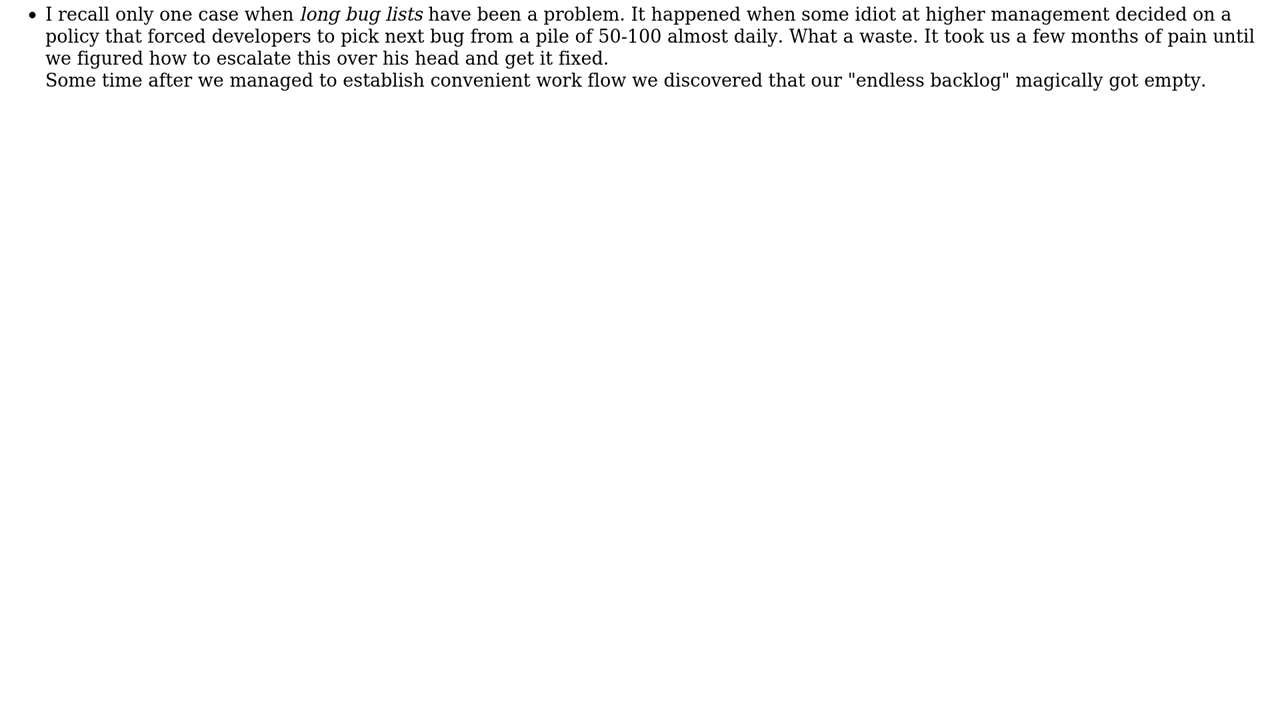 • I recall only one case when long bug lists have been a problem. It happened when some idiot at higher management decided on a
policy that forced developers to pick next bug from a pile of 50-100 almost daily. What a waste. It took us a few months of pain until
we figured how to escalate this over his head and get it fixed.
Some time after we managed to establish convenient work flow we discovered that our "endless backlog" magically got empty.